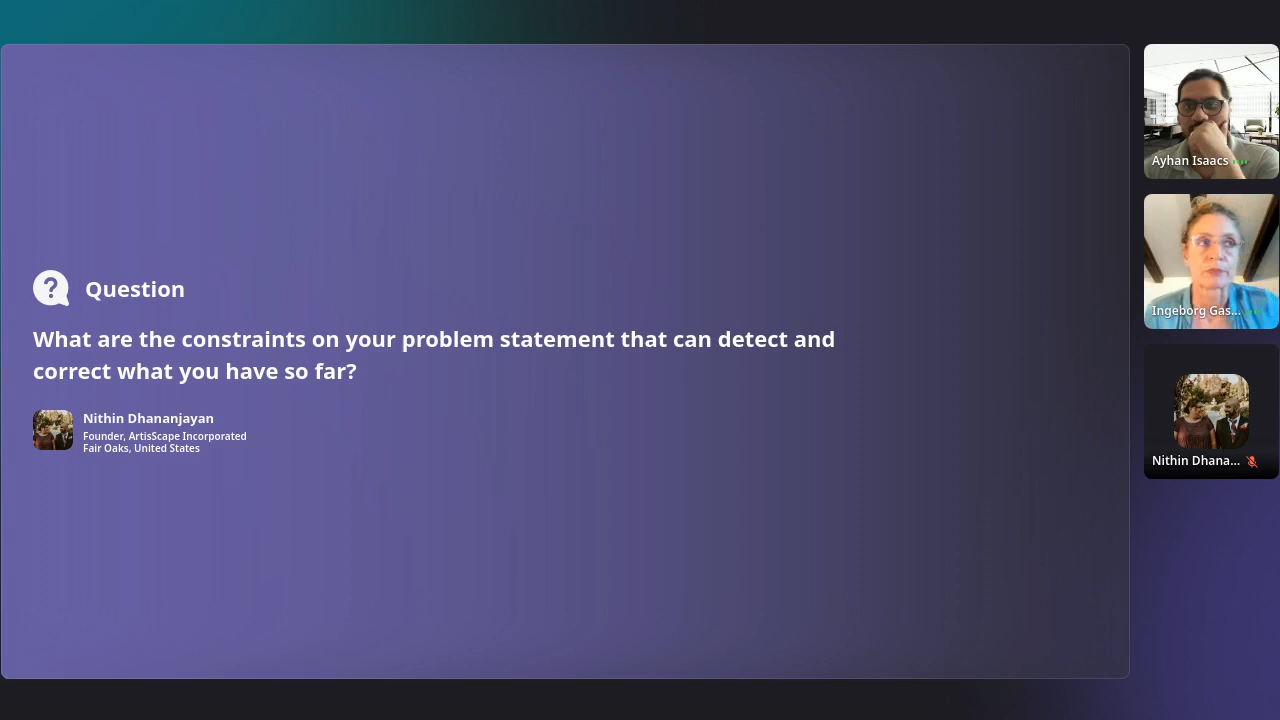 Question
What are the constraints on your problem statement that can detect and
correct what you have so far?
Nithin Dhananjayan
Founder, ArtisScape Incorporated
Fair Oaks, United States
Ayhan Isaacs
Ingeborg Gas...
Nithin Dhana...